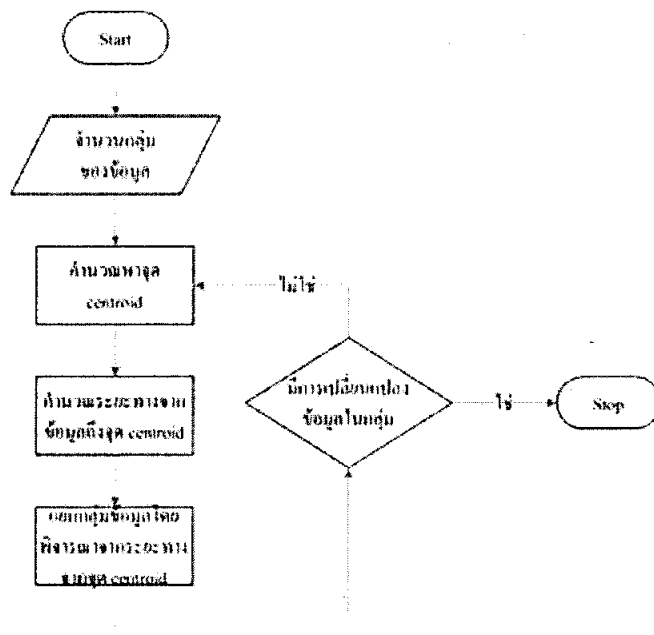 Start
จำนวนกลุ่ม
ของข้อมูล
คำนวณหาจุด
centroid
ไม่ใช่
คำนวณระยะทางจาก
ข้อมูลถึงจุด centroid
มีการเปลี่ยนแปลง
ข้อมูลในกลุ่ม
ใช่
Stop
แยกกลุ่มข้อมูลโดย
พิจารณาจากระยะทาง
จากจุด centroid